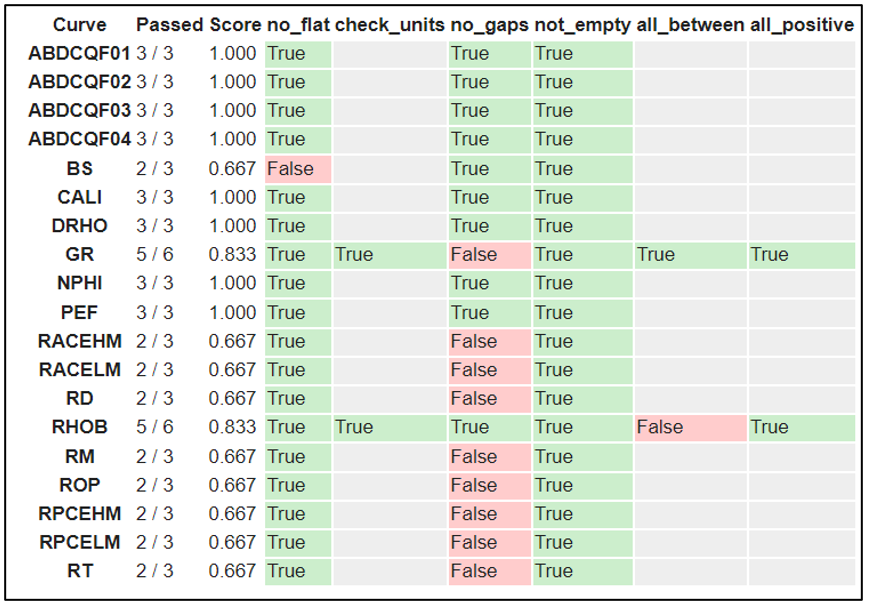 Curve Passed Score no_flat check_units no_gaps not_empty all_between all_positive
ABDCQF01 3 / 3 1.000 True True True
ABDCQF02 3 / 3 1.000 True True True
ABDCQF03 3 / 3 1.000 True True True
ABDCQF04 3 / 3 1.000 True True True
BS 2 / 3 0.667 False True True
CALI 3 / 3 1.000 True True True
DRHO 3 / 3 1.000 True True True
GR 5 / 6 0.833 True True False True True True
NPHI 3 / 3 1.000 True True True
PEF 3 / 3 1.000 True True True
RACEHM 2 / 3 0.667 True False True
RACELM 2 / 3 0.667 True False True
RD 2 / 3 0.667 True False True
RHOB 5 / 6 0.833 True True True True False True
RM 2 / 3 0.667 True False True
ROP 2 / 3 0.667 True False True
RPCEHM 2 / 3 0.667 True False True
RPCELM 2 / 3 0.667 True False True
RT 2 / 3 0.667 True False True